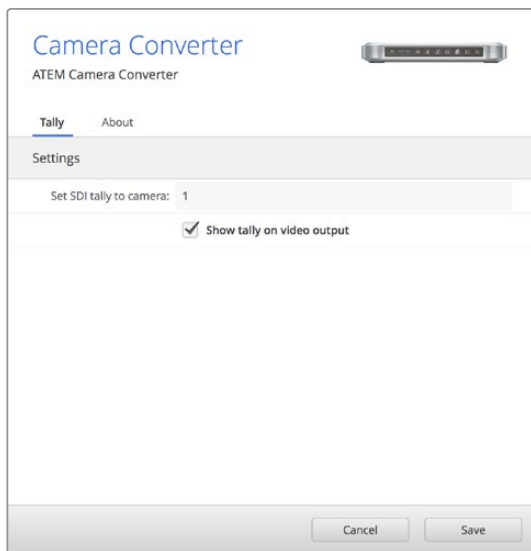 Camera Converter
ATEM Camera Converter
Tally About
Settings
Set SDI tally to camera: 1
Show tally on video output
Cancel Save